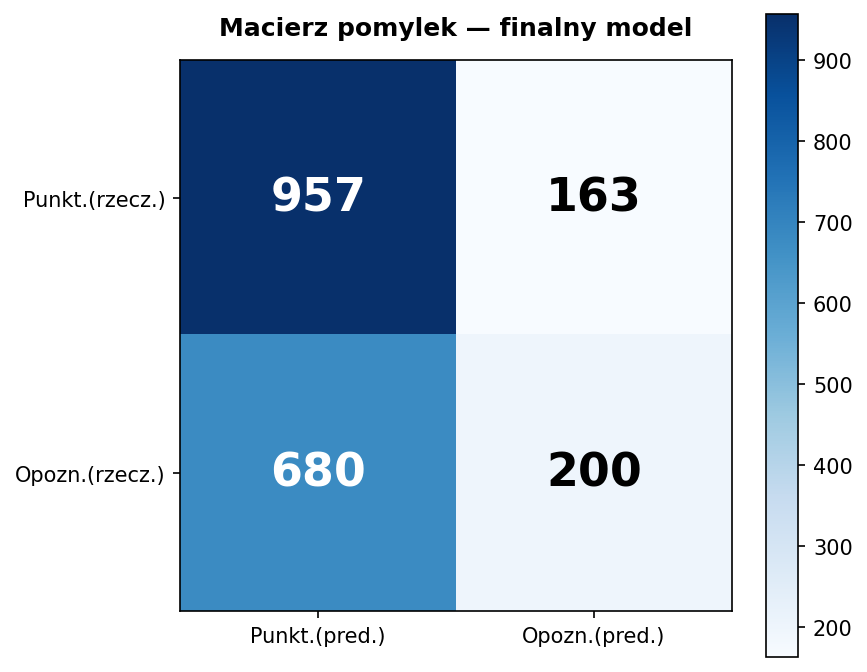 Macierz pomylek — finalny model
Punkt.(rzecz.)
957
163
Opozn.(rzecz.)
680
200
Punkt.(pred.)
Opozn.(pred.)
900
800
700
600
500
400
300
200